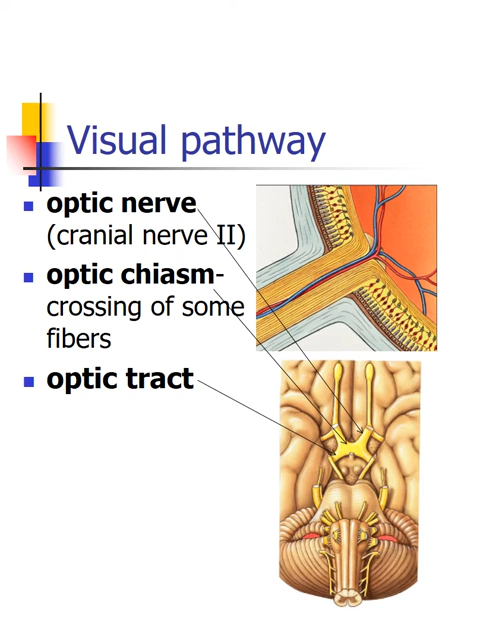 Visual pathway
optic nerve
(cranial nerve II)
optic chiasm-
crossing of some
fibers
optic tract